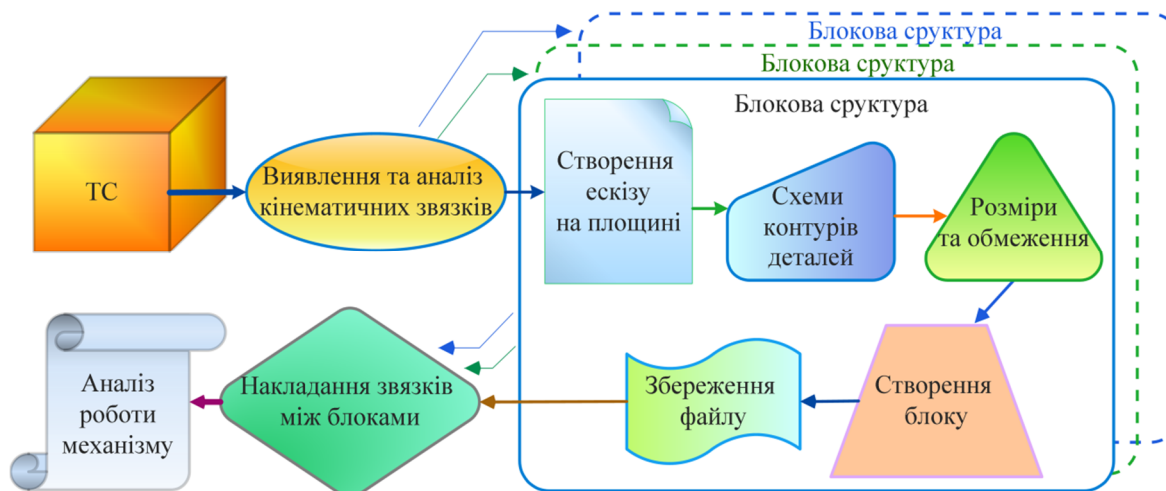 Блокова сруктура
Блокова сруктура
Блокова сруктура
ТС
Виявлення та аналіз
кінематичних звязків
Створення
ескізу
на площині
Схеми
контурів
деталей
Розміри
та обмеження
Створення
блоку
Збереження
файлу
Накладання звязків
між блоками
Аналіз
роботи
механізму